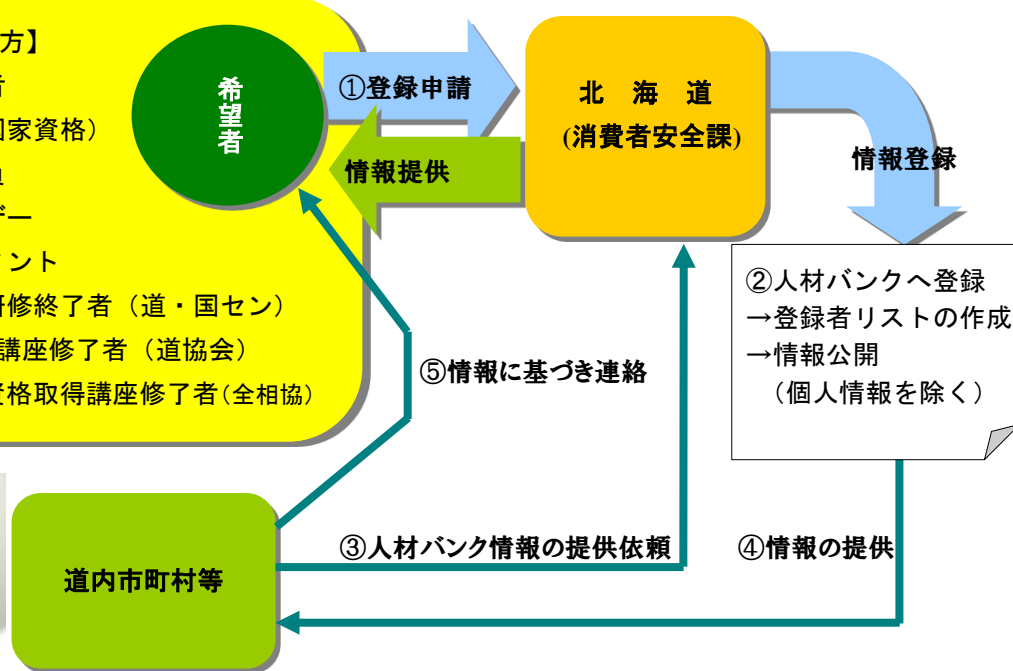 方】
希望者
者
国家資格）
ザー
ント
研修終了者（道・国セン）
講座修了者（道協会）
資格取得講座修了者(全相協)
①登録申請
情報提供
北　海　道
(消費者安全課)
情報登録
②人材バンクへ登録
→登録者リストの作成
→情報公開
（個人情報を除く）
⑤情報に基づき連絡
③人材バンク情報の提供依頼
④情報の提供
道内市町村等